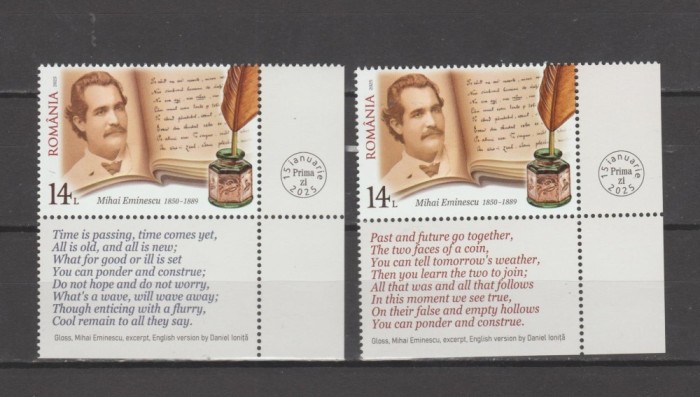 ROMÂNIA
2025
14 L
Mihai Eminescu 1850-1889
15 ianuarie
Prima
zi
2025
Time is passing, time comes yet,
All is old, and all is new;
What for good or ill is set
You can ponder and construe;
Do not hope and do not worry,
What's a wave, will wave away;
Though enticing with a flurry,
Cool remain to all they say.
Gloss, Mihai Eminescu, excerpt, English version by Daniel Ioniță
ROMÂNIA
2025
14 L
Mihai Eminescu 1850-1889
15 ianuarie
Prima
zi
2025
Past and future go together,
The two faces of a coin,
You can tell tomorrow's weather,
Then you learn the two to join;
All that was and all that follows
In this moment we see true,
On their false and empty hollows
You can ponder and construe.
Gloss, Mihai Eminescu, excerpt, English version by Daniel Ioniță